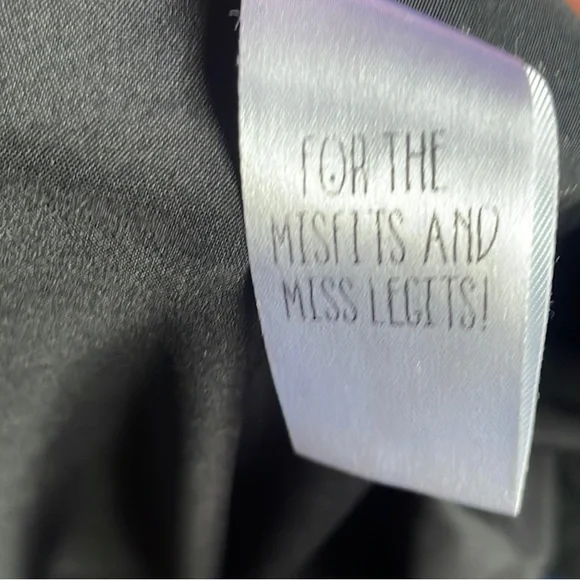 FOR THE
MISFITS AND
MISS LEGITS!